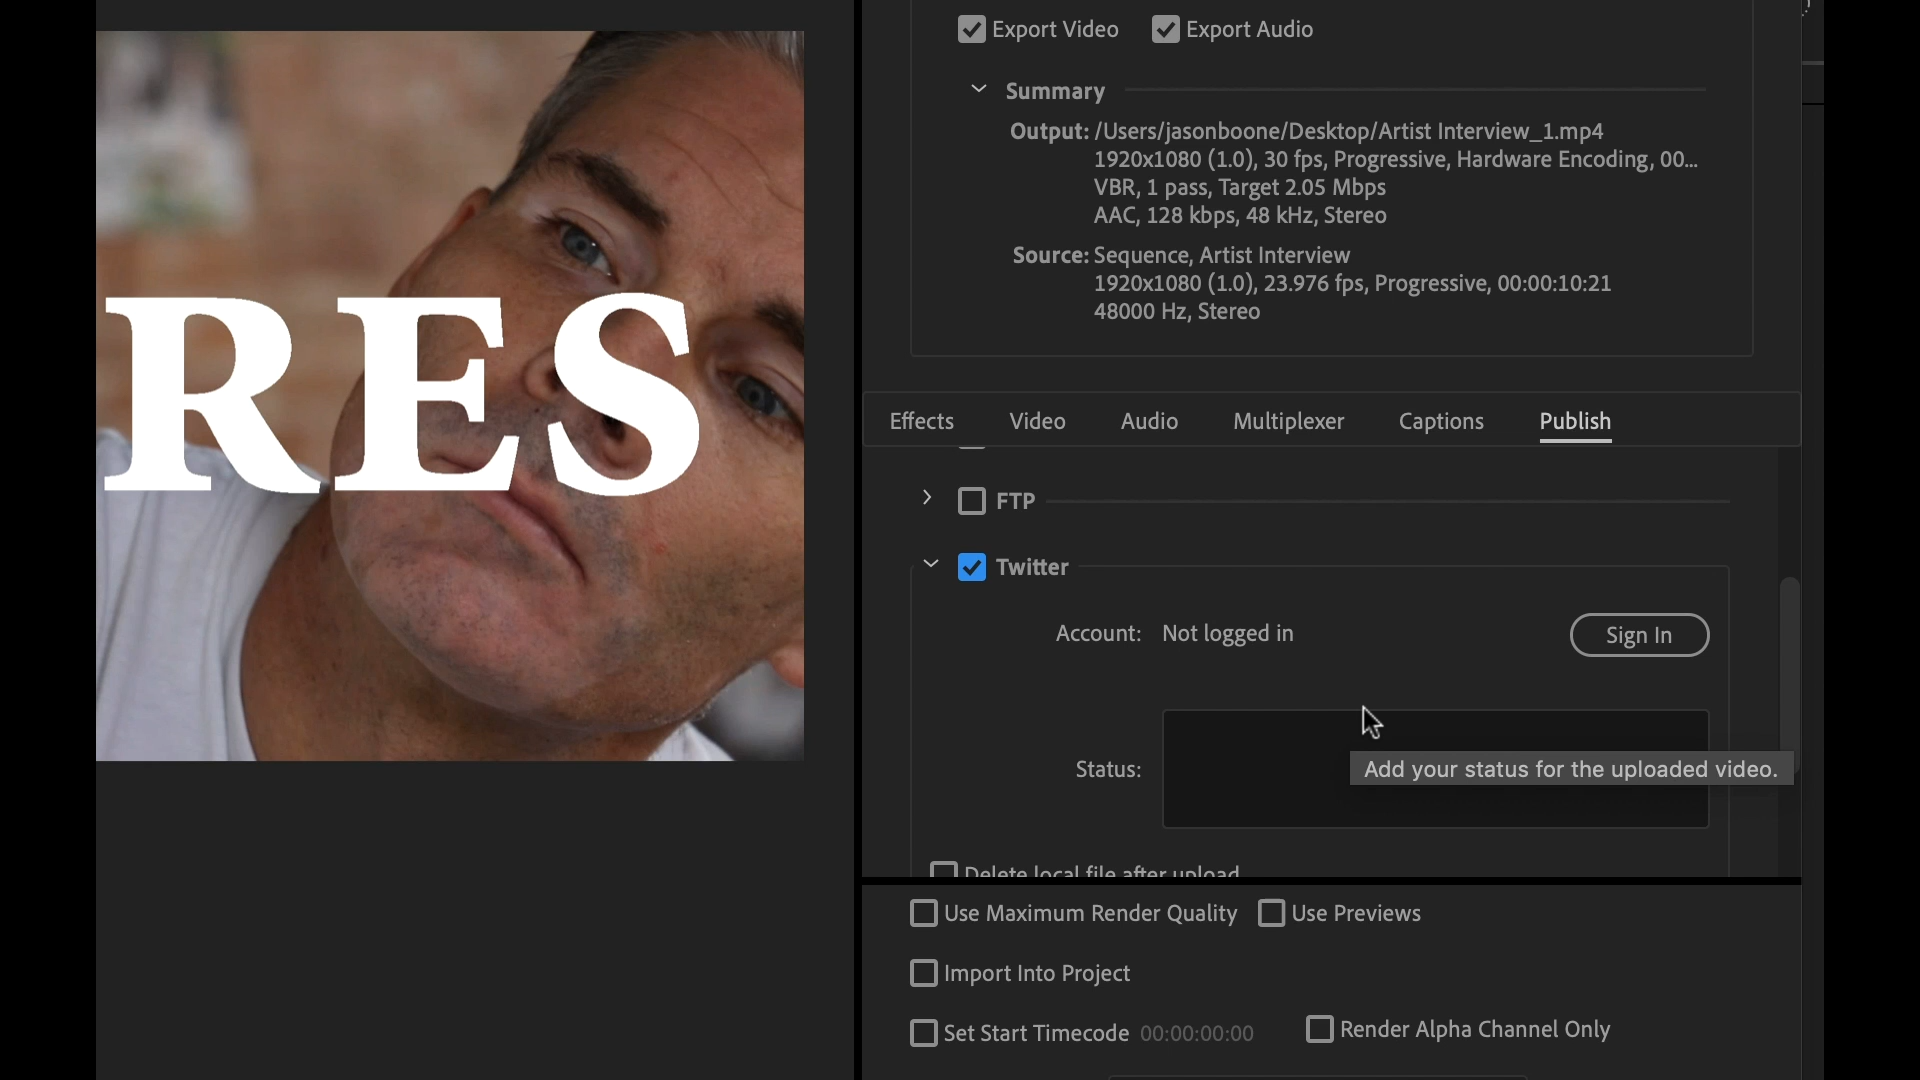 RES
Export Video Export Audio
Summary
Output: /Users/jasonboone/Desktop/Artist Interview_1.mp4
1920x1080 (1.0), 30 fps, Progressive, Hardware Encoding, 00...
VBR, 1 pass, Target 2.05 Mbps
AAC, 128 kbps, 48 kHz, Stereo
Source: Sequence, Artist Interview
1920x1080 (1.0), 23.976 fps, Progressive, 00:00:10:21
48000 Hz, Stereo
Effects Video Audio Multiplexer Captions Publish
FTP
Twitter
Account: Not logged in Sign In
Status:
Add your status for the uploaded video.
Delete local file after upload
Use Maximum Render Quality Use Previews
Import Into Project
Set Start Timecode 00:00:00:00 Render Alpha Channel Only